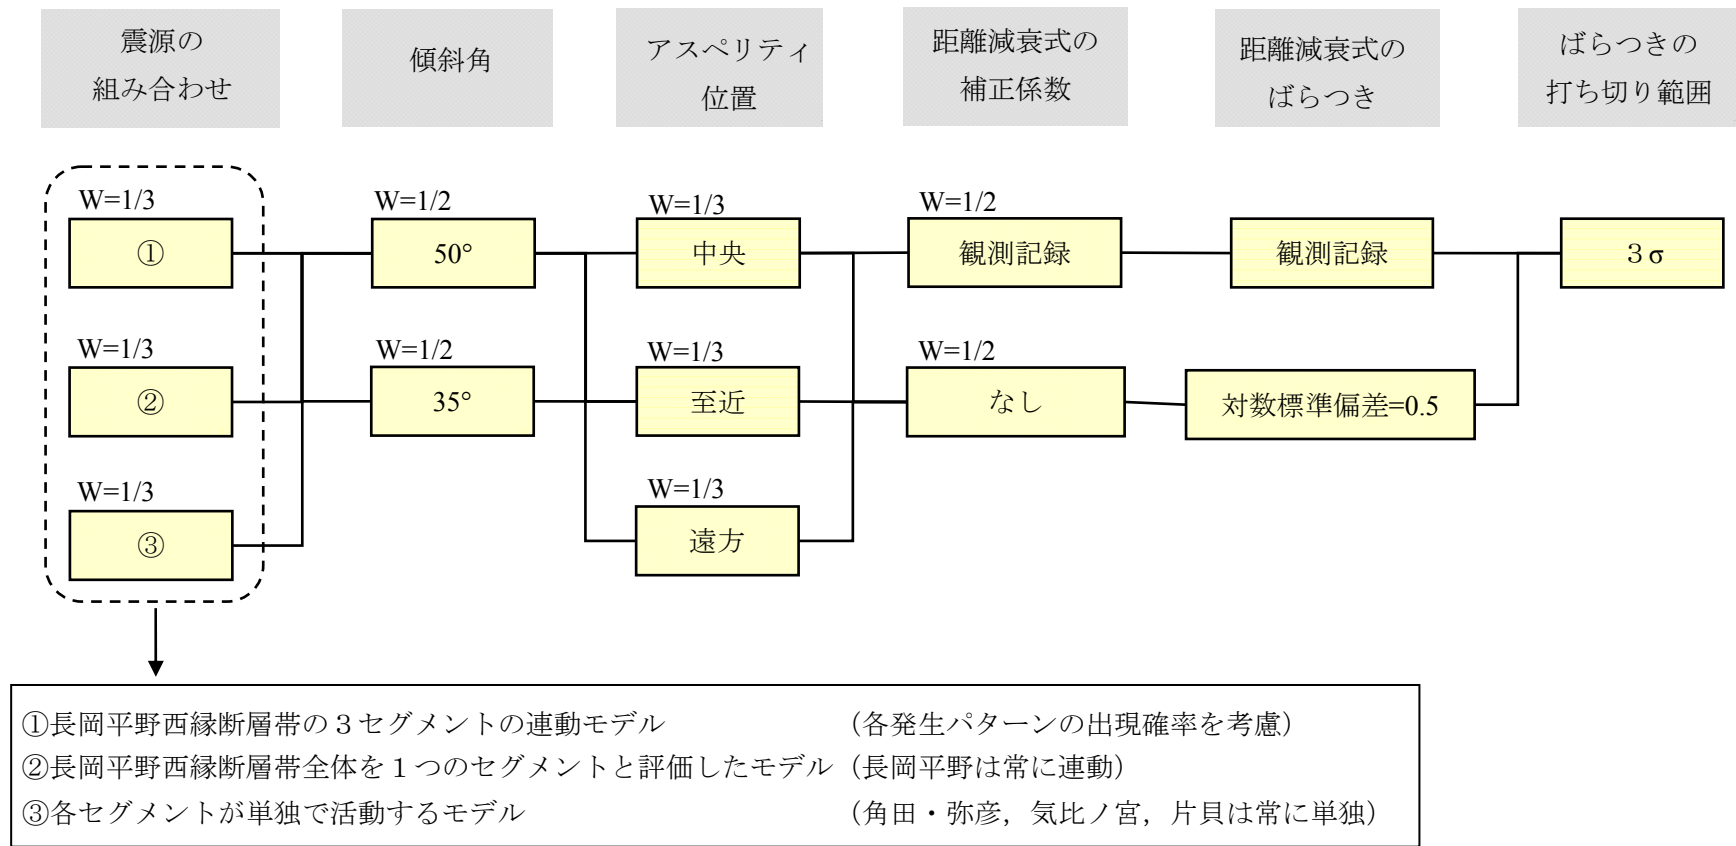 震源の
組み合わせ
傾斜角
アスペリティ
位置
距離減衰式の
補正係数
距離減衰式の
ばらつき
ばらつきの
打ち切り範囲
W=1/3
W=1/2
W=1/3
W=1/2
①
50°
中央
観測記録
観測記録
３σ
W=1/3
W=1/2
W=1/3
W=1/2
②
35°
至近
なし
対数標準偏差=0.5
W=1/3
W=1/3
③
遠方
①長岡平野西縁断層帯の３セグメントの連動モデル （各発生パターンの出現確率を考慮）
②長岡平野西縁断層帯全体を１つのセグメントと評価したモデル （長岡平野は常に連動）
③各セグメントが単独で活動するモデル （角田・弥彦，気比ノ宮，片貝は常に単独）